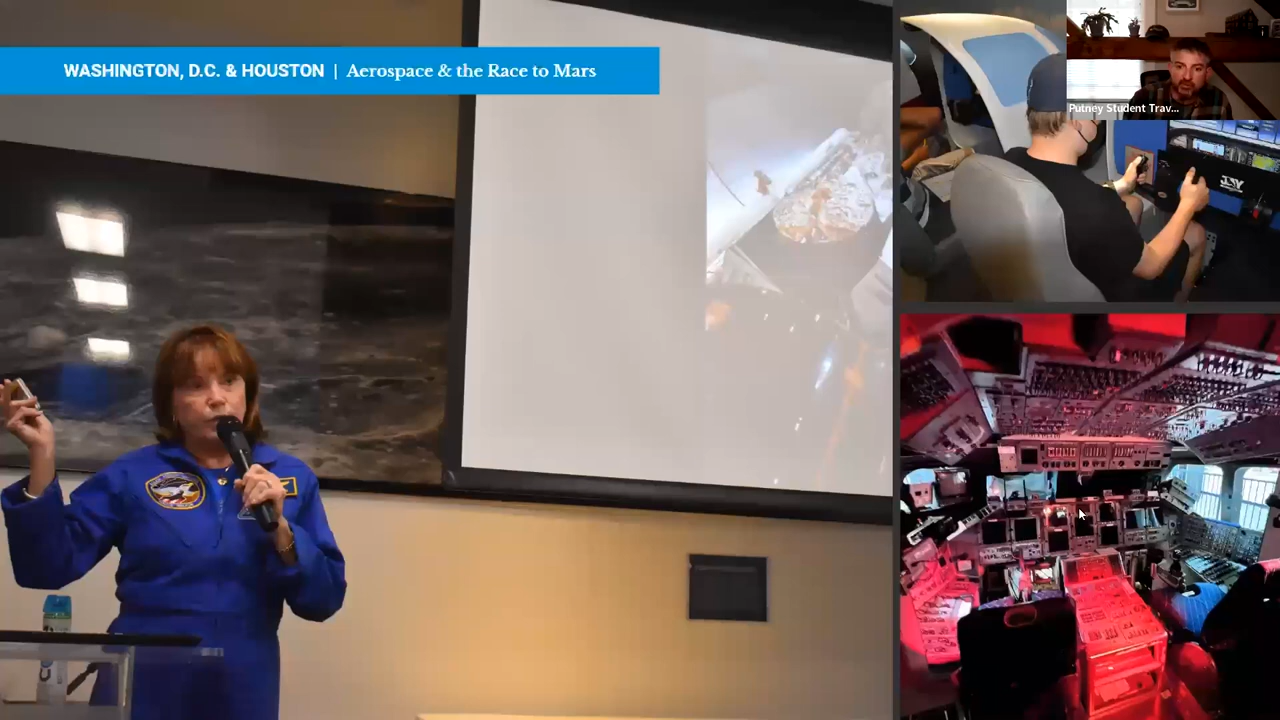 WASHINGTON, D.C. & HOUSTON | Aerospace & the Race to Mars
Putney Student Trav...